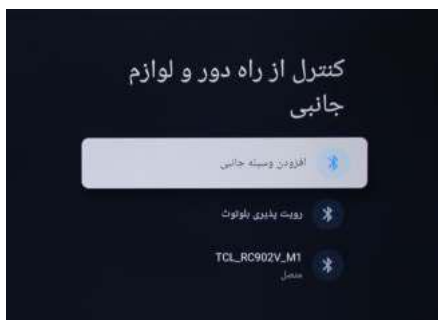 کنترل از راه دور و لوازم
جانبی
افزودن وسیله جانبی
رویت پذیری بلوتوث
TCL_RC902V_M1
متصل